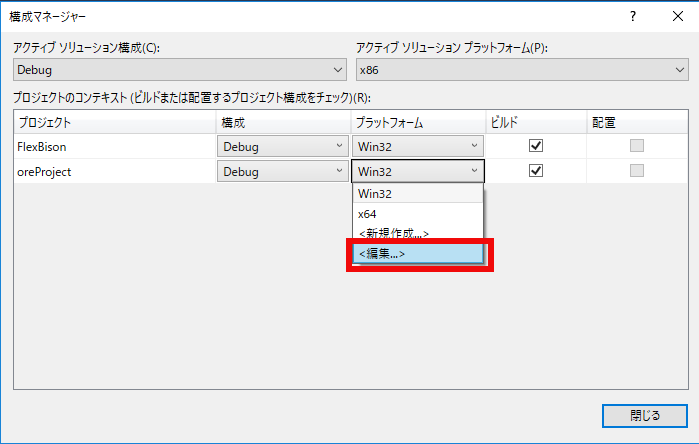 構成マネージャー
?
アクティブ ソリューション構成(C):
アクティブ ソリューション プラットフォーム(P):
Debug
x86
プロジェクトのコンテキスト (ビルドまたは配置するプロジェクト構成をチェック)(R):
プロジェクト 構成 プラットフォーム ビルド 配置
FlexBison Debug Win32
oreProject Debug Win32
Win32
x64
<新規作成...>
<編集...>
閉じる